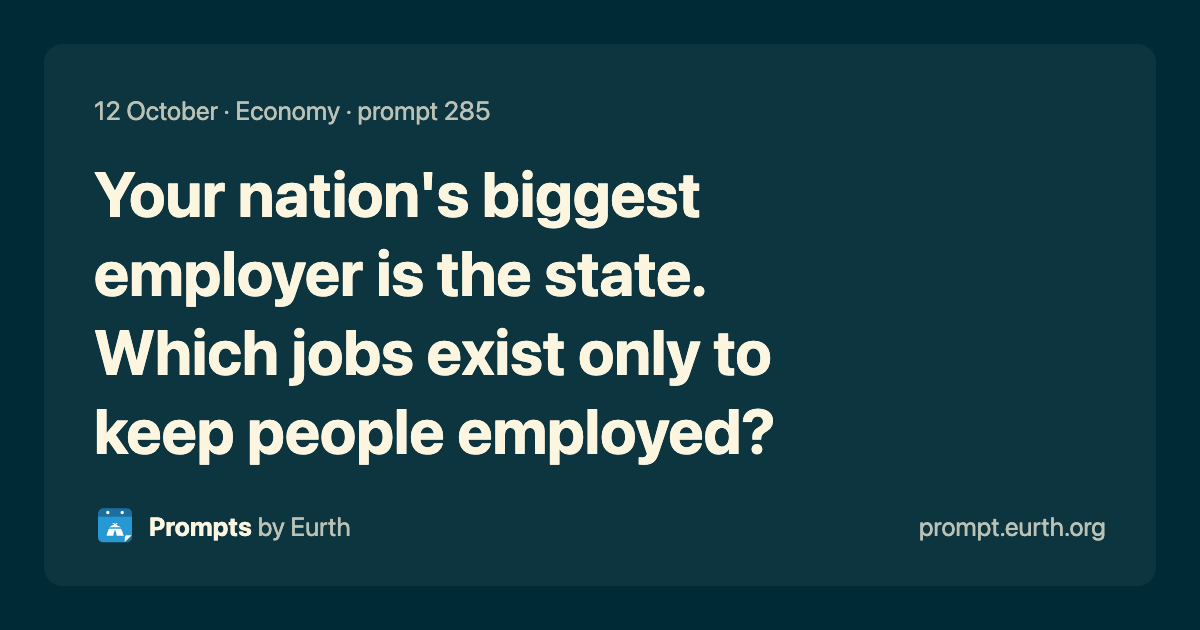 12 October · Economy · prompt 285
Your nation's biggest
employer is the state.
Which jobs exist only to
keep people employed?
Prompts by Eurth
prompt.eurth.org